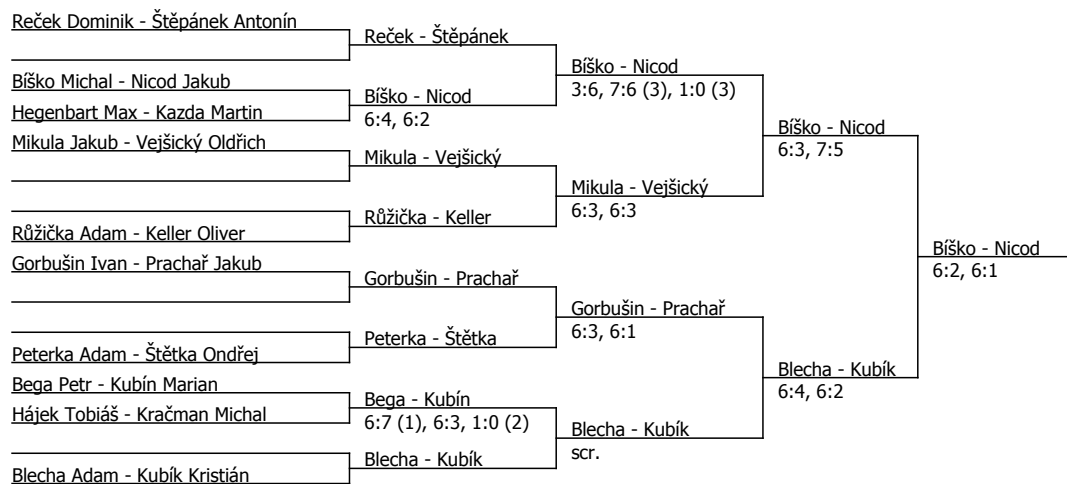 Reček Dominik - Štěpánek Antonín
Bíško Michal - Nicod Jakub
Hegenbart Max - Kazda Martin
Mikula Jakub - Vejšický Oldřich
Růžička Adam - Keller Oliver
Gorbušin Ivan - Prachař Jakub
Peterka Adam - Štětka Ondřej
Bega Petr - Kubín Marian
Hájek Tobiáš - Kračman Michal
Blecha Adam - Kubík Kristián
Reček - Štěpánek
Bíško - Nicod
6:4, 6:2
Mikula - Vejšický
Růžička - Keller
Gorbušin - Prachař
Peterka - Štětka
Bega - Kubín
6:7 (1), 6:3, 1:0 (2)
Blecha - Kubík
Bíško - Nicod
3:6, 7:6 (3), 1:0 (3)
Mikula - Vejšický
6:3, 6:3
Gorbušin - Prachař
6:3, 6:1
Blecha - Kubík
scr.
Bíško - Nicod
6:3, 7:5
Blecha - Kubík
6:4, 6:2
Bíško - Nicod
6:2, 6:1